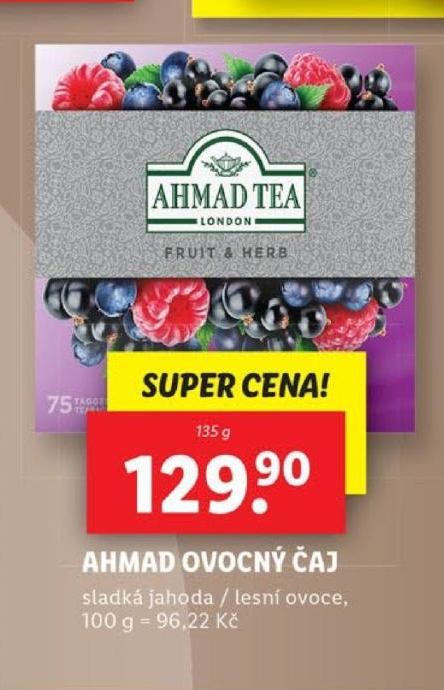 AHMAD TEA
LONDON
FRUIT & HERB
75 TAGGED
SUPER CENA!
135 g
129.90
AHMAD OVOCNÝ ČAJ
sladká jahoda / lesní ovoce,
100 g = 96,22 Kč